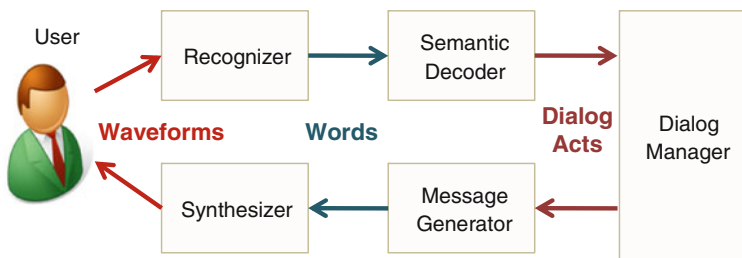 User
Recognizer
Semantic
Decoder
Waveforms
Words
Dialog
Acts
Dialog
Manager
Synthesizer
Message
Generator